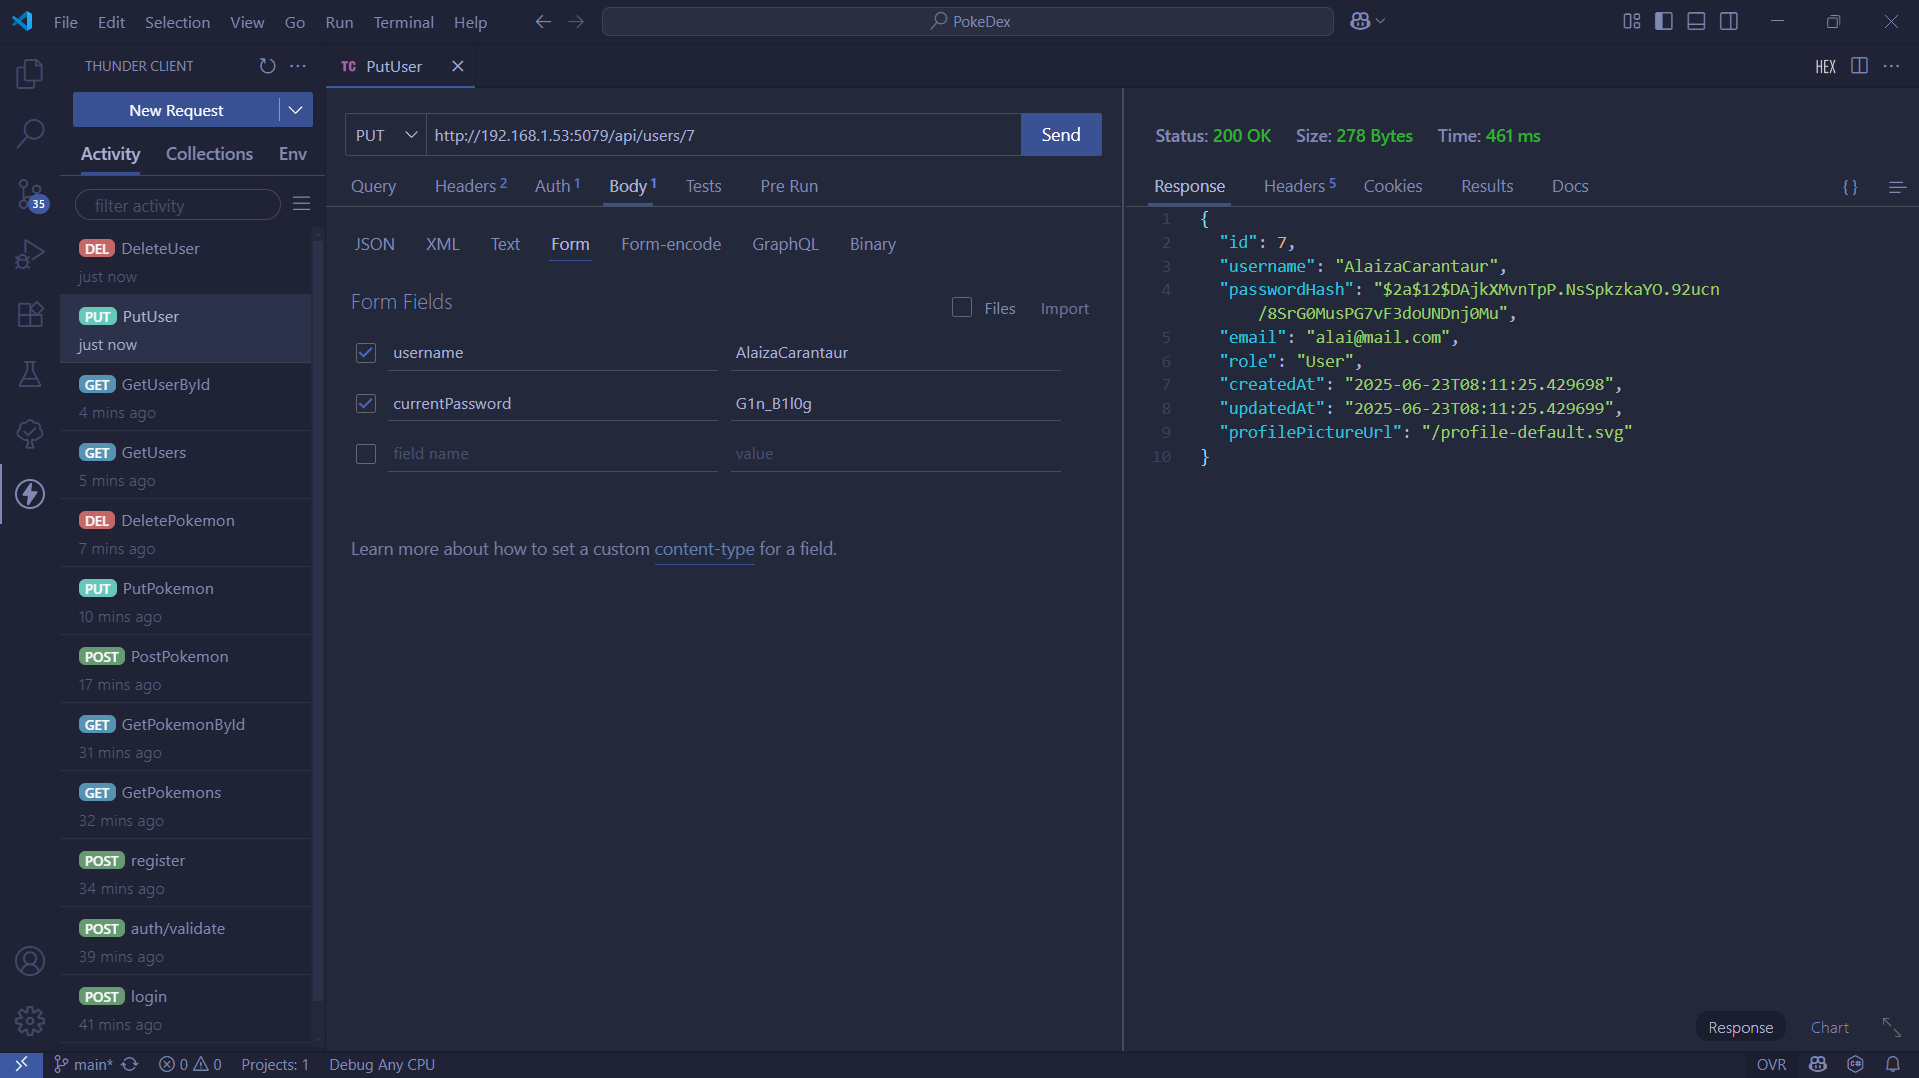 File Edit Selection View Go Run Terminal Help
PokeDex
THUNDER CLIENT
New Request
Activity Collections Env
filter activity
35
DEL DeleteUser
just now
PUT PutUser
just now
GET GetUserById
4 mins ago
GET GetUsers
5 mins ago
DEL DeletePokemon
7 mins ago
PUT PutPokemon
10 mins ago
POST PostPokemon
17 mins ago
GET GetPokemonById
31 mins ago
GET GetPokemons
32 mins ago
POST register
34 mins ago
POST auth/validate
39 mins ago
POST login
41 mins ago
TC PutUser
HEX
PUT http://192.168.1.53:5079/api/users/7 Send
Query Headers 2 Auth 1 Body 1 Tests Pre Run
JSON XML Text Form Form-encode GraphQL Binary
Form Fields
Files Import
username AlaizaCarantaur
currentPassword G1n_B1l0g
field name value
Learn more about how to set a custom content-type for a field.
Status: 200 OK Size: 278 Bytes Time: 461 ms
Response Headers 5 Cookies Results Docs
{ }
1 {
2 "id": 7,
3 "username": "AlaizaCarantaur",
4 "passwordHash": "$2a$12$DAjkXMvnTpP.NsSpkzkaYO.92ucn
/8SrG0MusPG7vF3doUNDnj0Mu",
5 "email": "alai@mail.com",
6 "role": "User",
7 "createdAt": "2025-06-23T08:11:25.429698",
8 "updatedAt": "2025-06-23T08:11:25.429699",
9 "profilePictureUrl": "/profile-default.svg"
10 }
Response Chart
main* 0 0 Projects: 1 Debug Any CPU
OVR